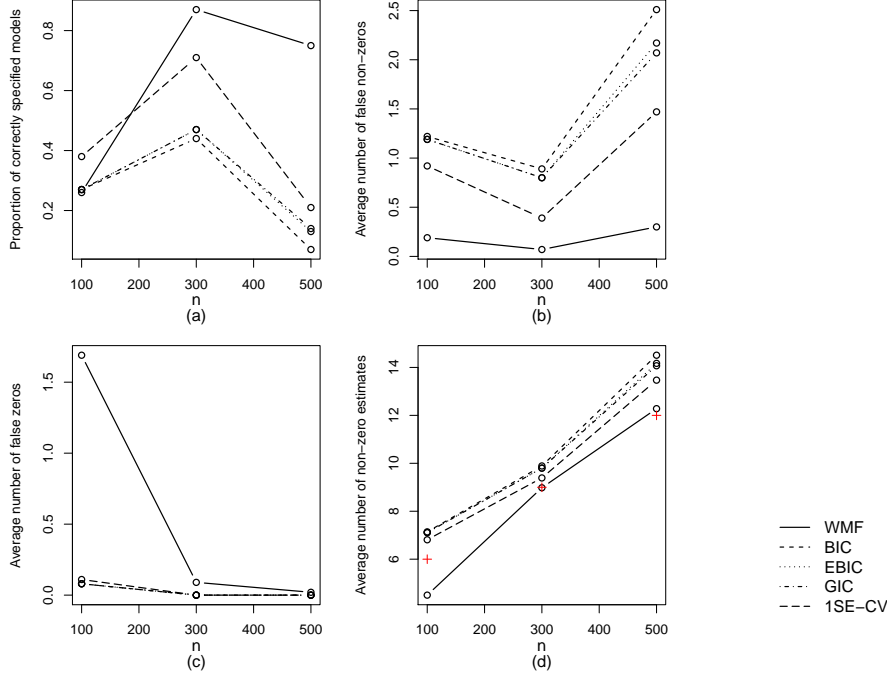 Proportion of correctly specified models
0.2 0.4 0.6 0.8
100 200 300 400 500
n
(a)
Average number of false non−zeros
0.0 0.5 1.0 1.5 2.0 2.5
100 200 300 400 500
n
(b)
Average number of false zeros
0.0 0.5 1.0 1.5
100 200 300 400 500
n
(c)
Average number of non−zero estimates
6 8 10 12 14
100 200 300 400 500
n
(d)
WMF
BIC
EBIC
GIC
1SE−CV